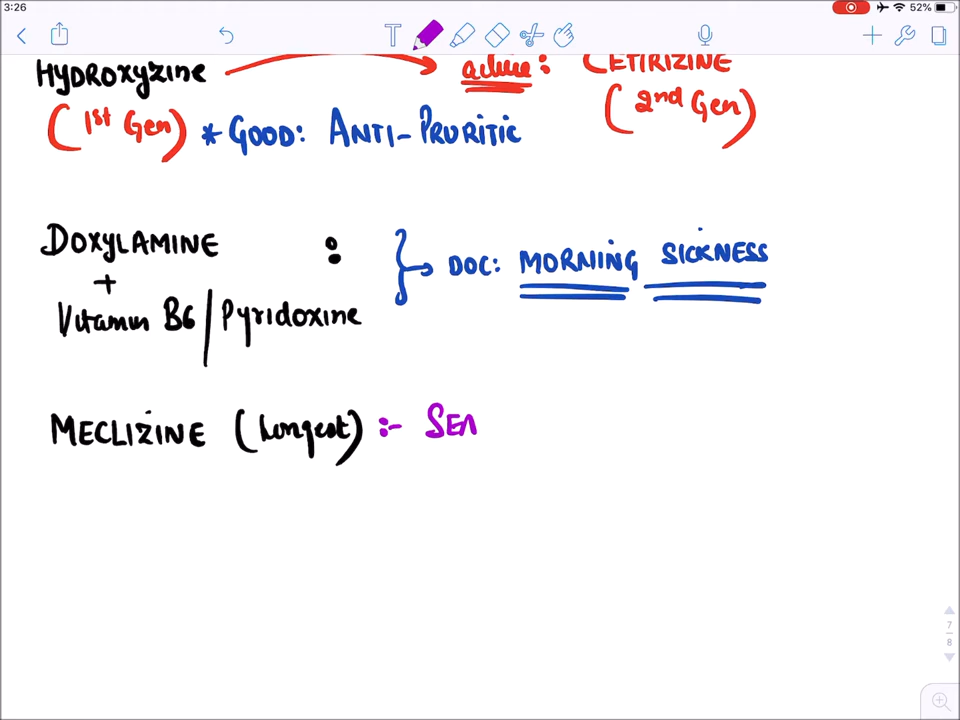 3:26 52%
HYDROXYZINE active: CETIRIZINE
(1st Gen) * GOOD: ANTI-PRURITIC (2nd Gen)
DOXYLAMINE : } → DOC: MORNING SICKNESS
+
Vitamin B6/Pyridoxine
MECLIZINE (Longest) :- SEA
7
8